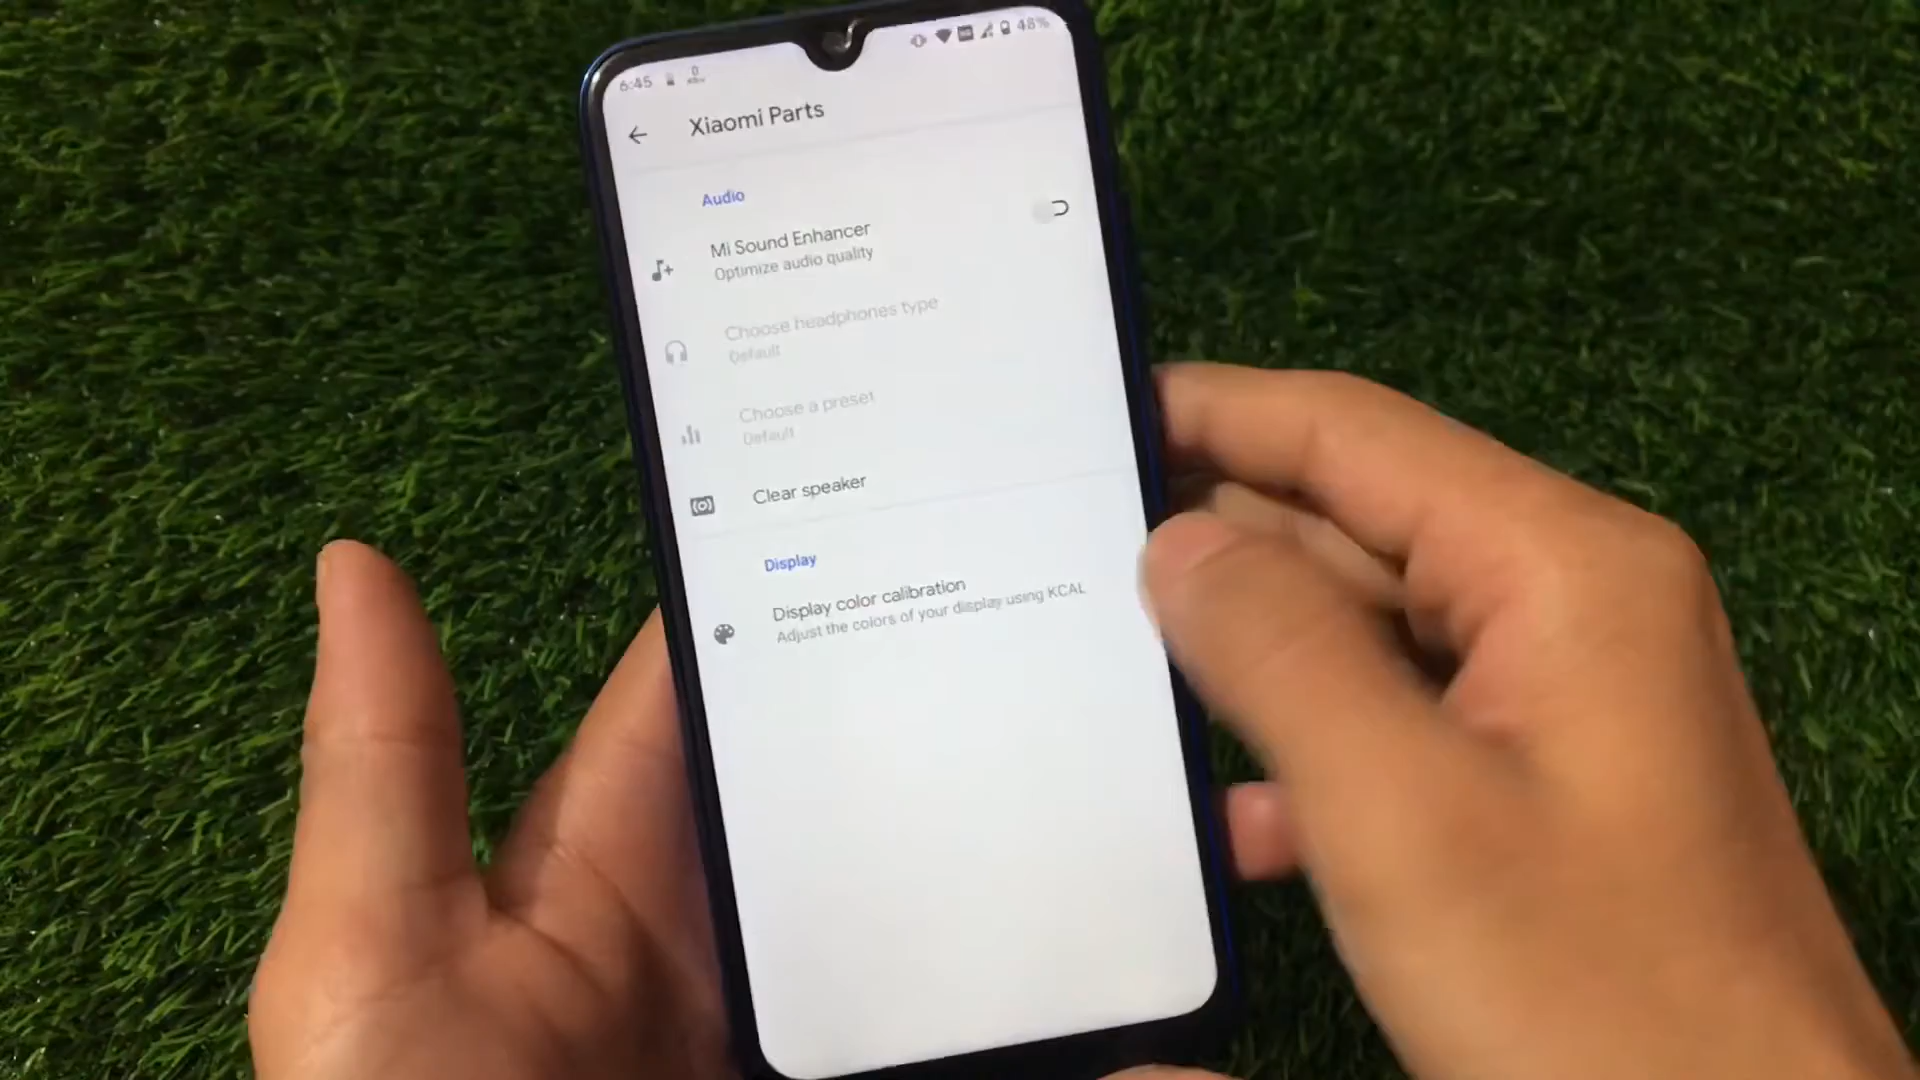 6:45 0 48%
Xiaomi Parts
Audio
Mi Sound Enhancer
Optimize audio quality
Choose headphones type
Default
Choose a preset
Default
Clear speaker
Display
Display color calibration
Adjust the colors of your display using KCAL